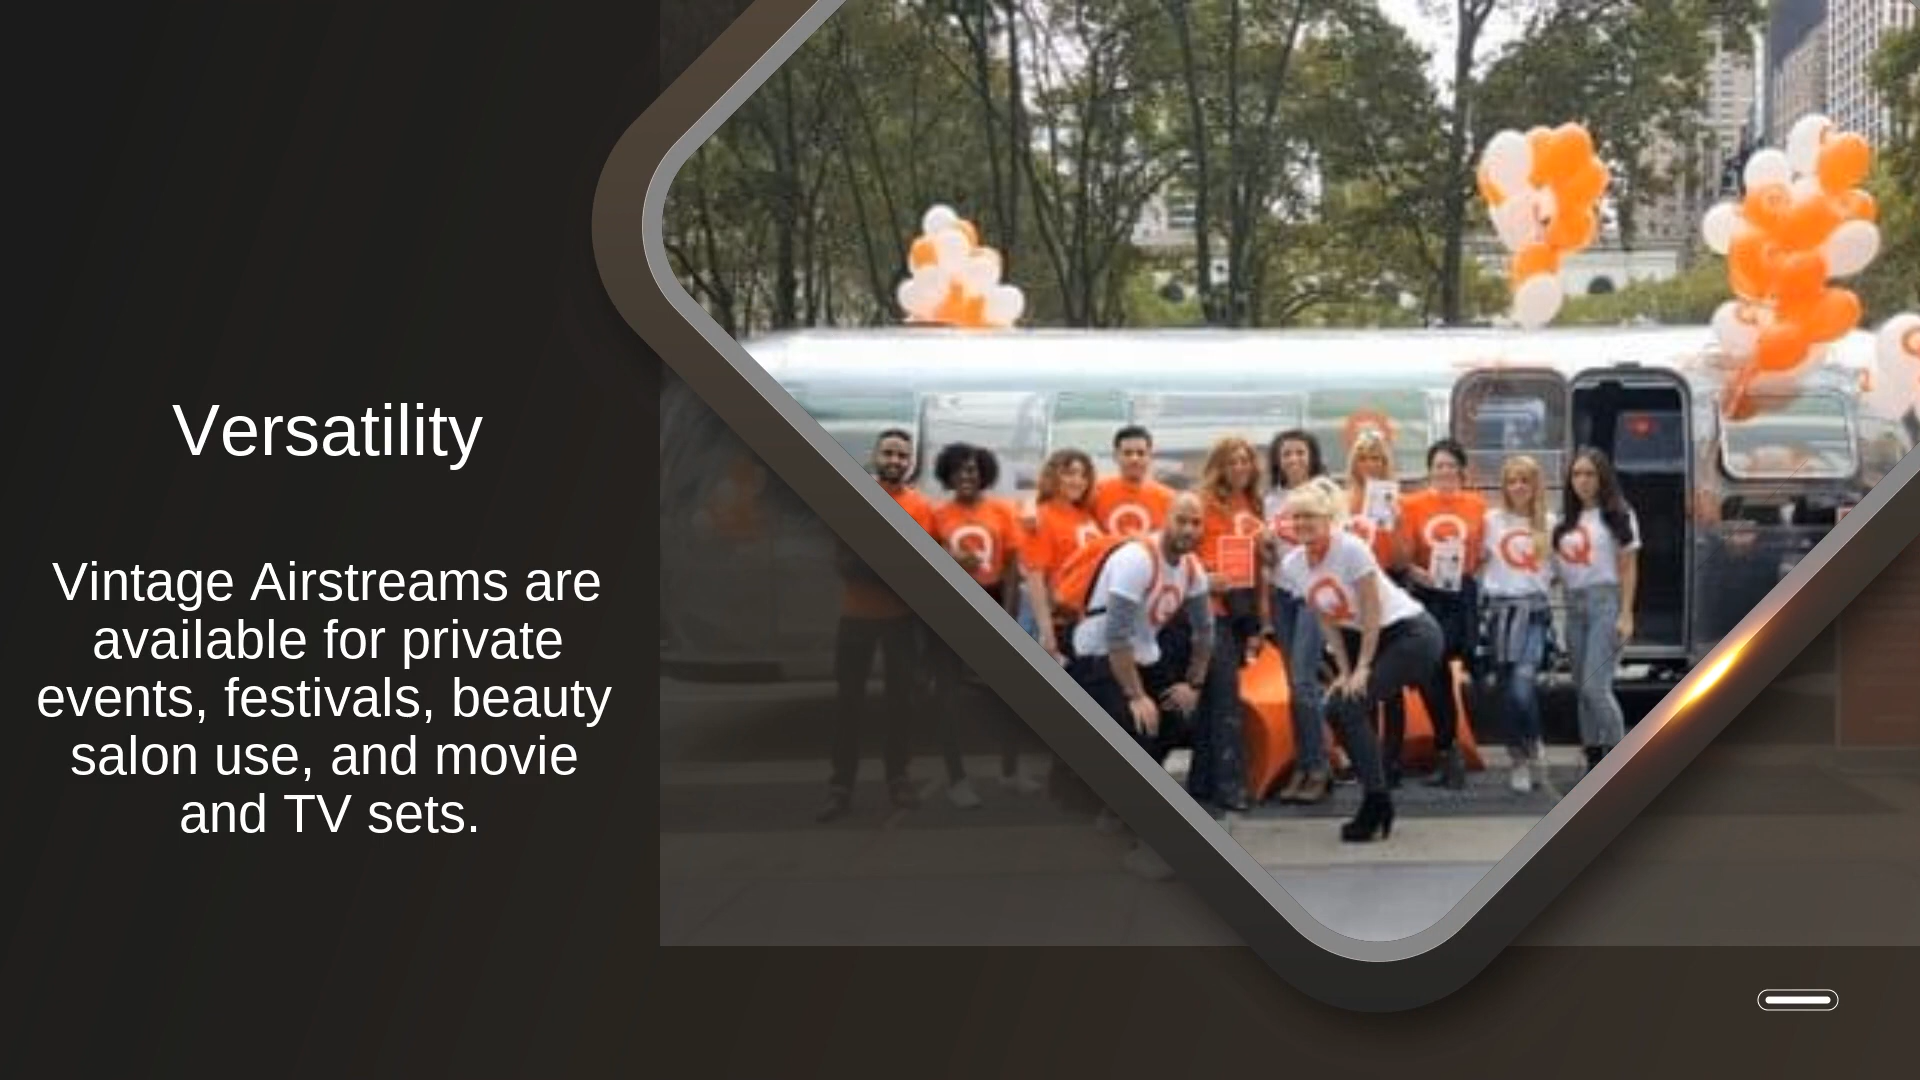 Versatility
Vintage Airstreams are
available for private
events, festivals, beauty
salon use, and movie
and TV sets.
Q
Q
Q
Q
Q
Q